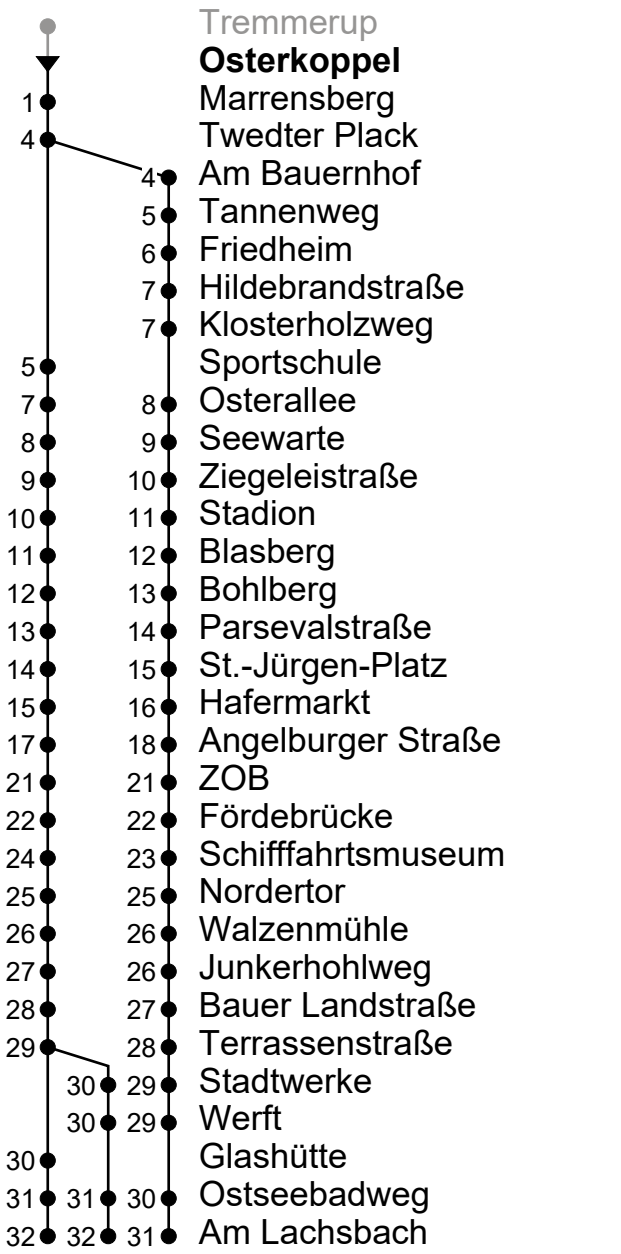 Tremmerup
Osterkoppel
1 Marrensberg
4 Twedter Plack
4 Am Bauernhof
5 Tannenweg
6 Friedheim
7 Hildebrandstraße
7 Klosterholzweg
5 Sportschule
7 8 Osterallee
8 9 Seewarte
9 10 Ziegeleistraße
10 11 Stadion
11 12 Blasberg
12 13 Bohlberg
13 14 Parsevalstraße
14 15 St.-Jürgen-Platz
15 16 Hafermarkt
17 18 Angelburger Straße
21 21 ZOB
22 22 Fördebrücke
24 23 Schifffahrtsmuseum
25 25 Nordertor
26 26 Walzenmühle
27 26 Junkerhohlweg
28 27 Bauer Landstraße
29 28 Terrassenstraße
30 29 Stadtwerke
30 29 Werft
30 Glashütte
31 31 30 Ostseebadweg
32 32 31 Am Lachsbach